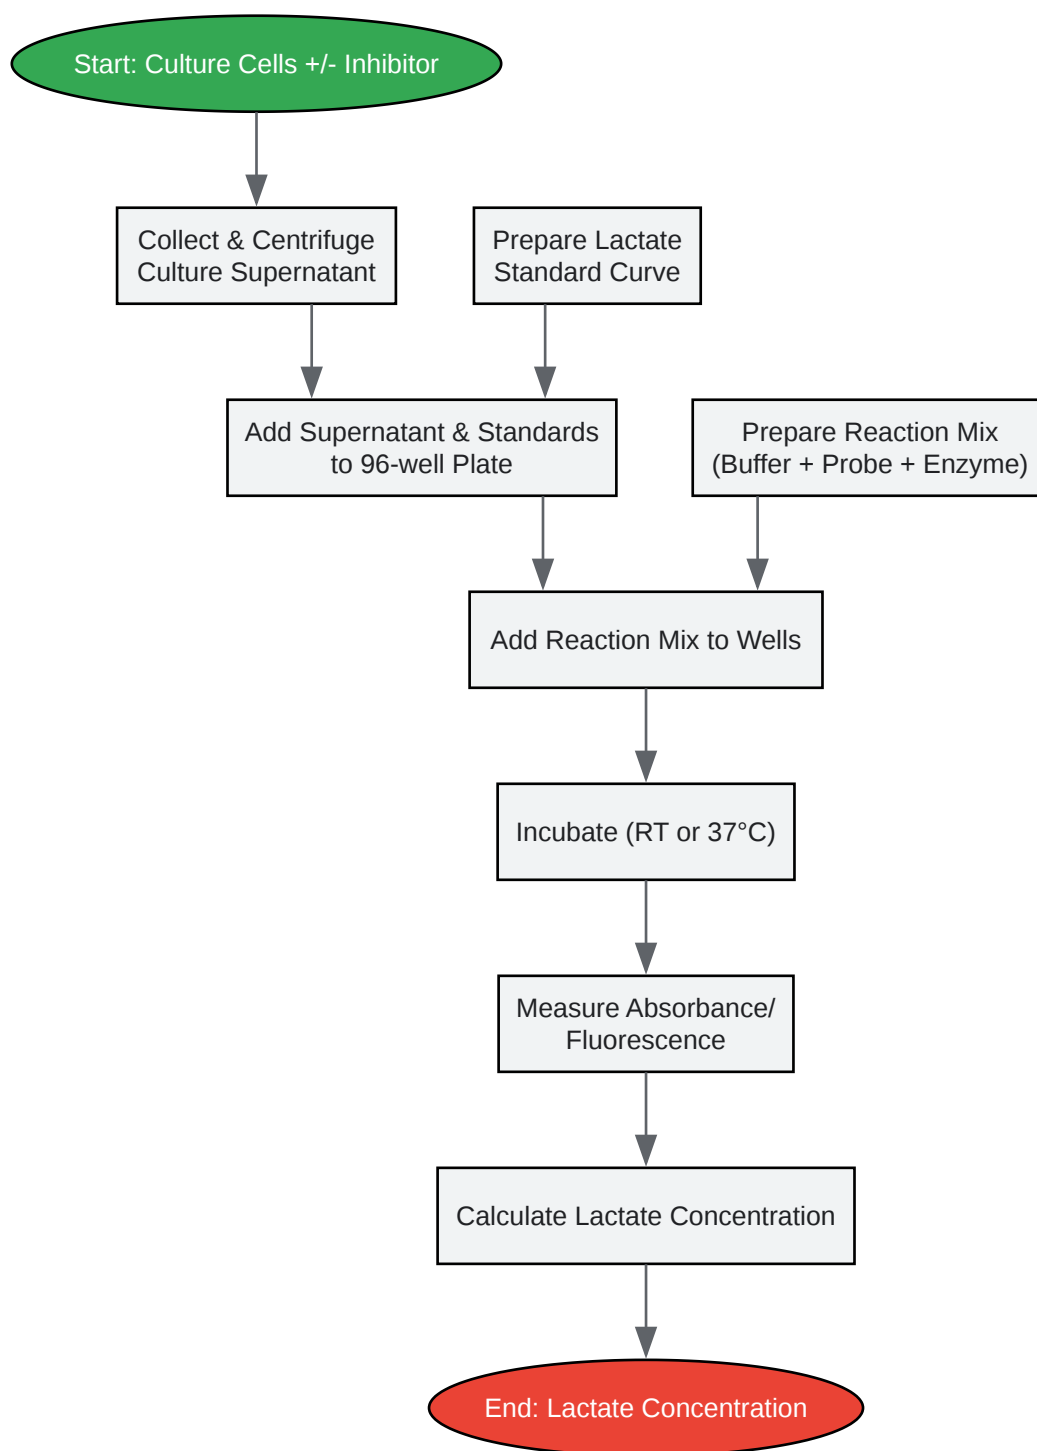 Start: Culture Cells +/- Inhibitor
Collect & Centrifuge
Culture Supernatant
Prepare Lactate
Standard Curve
Add Supernatant & Standards
to 96-well Plate
Prepare Reaction Mix
(Buffer + Probe + Enzyme)
Add Reaction Mix to Wells
Incubate (RT or 37°C)
Measure Absorbance/
Fluorescence
Calculate Lactate Concentration
End: Lactate Concentration